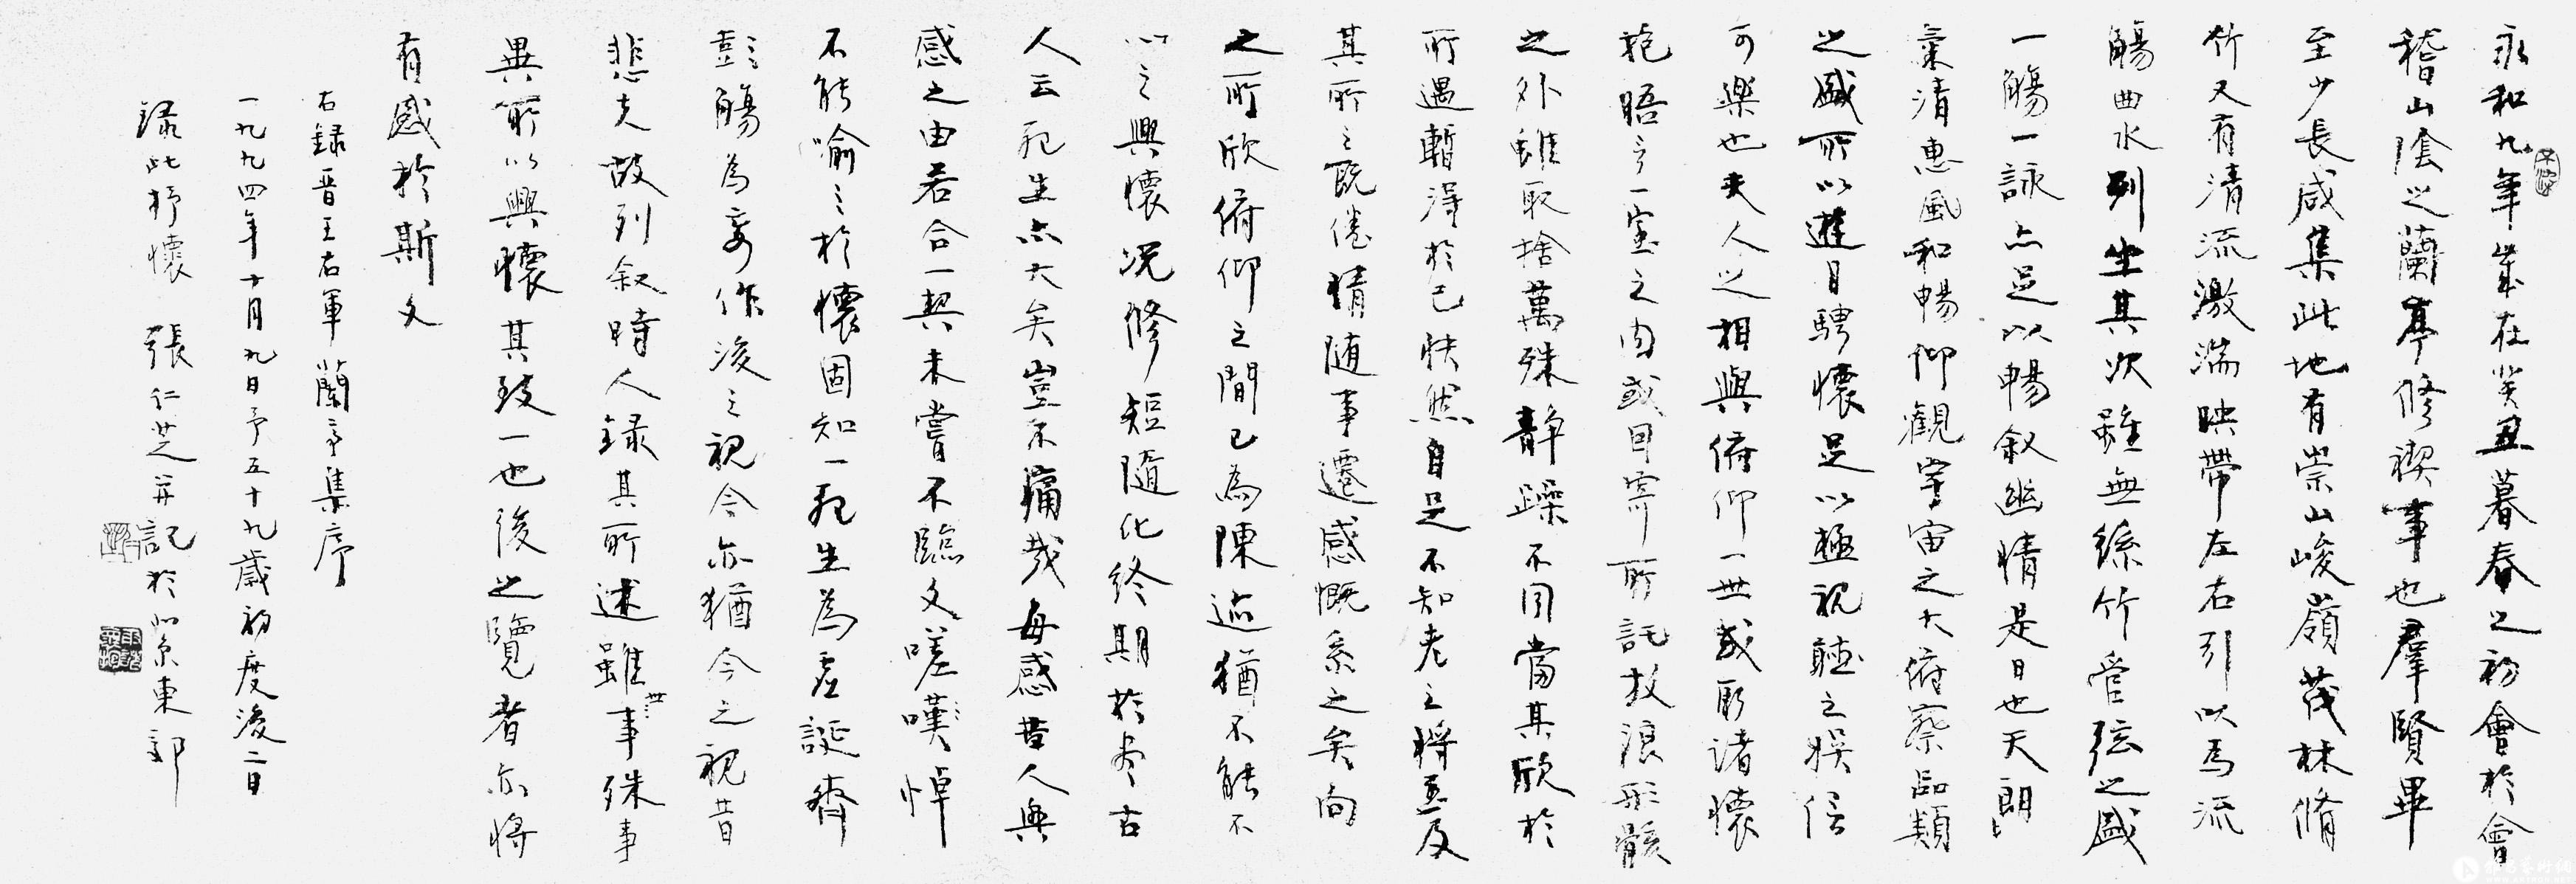 永和九年歲在癸丑暮春之初會於會
稽山陰之蘭亭修禊事也羣賢畢
至少長咸集此地有崇山峻嶺茂林脩
竹又有清流激湍映帶左右引以為流
觴曲水列坐其次雖無絲竹管弦之盛
一觴一詠亦足以暢叙幽情是日也天朗
氣清惠風和暢仰觀宇宙之大俯察品類
之盛所以遊目騁懷足以極視聽之娛信
可樂也夫人之相與俯仰一世或取諸懷
抱晤言一室之內或因寄所託放浪形骸
之外雖取捨萬殊静躁不同當其欣於
所遇暫得於己快然自足不知老之將至及
其所之既倦情随事遷感慨系之矣向
之所欣俯仰之間已為陳迹猶不能不
以之興懷况修短隨化終期於盡古
人云死生亦大矣豈不痛哉每感昔人興
感之由若合一契未嘗不臨文嗟嘆悼
不能喻之於懷固知一死生為虛誕齊
彭觴為妄作後之視今亦猶今之視昔
悲夫故列叙時人録其所述雖世事殊事
異所以興懷其致一也後之覽者亦將
有感於斯文
右録晋王右軍蘭亭集序
一九九四年十月九日予五十九歲初度後二日
録此抒懷 張仁芝并記於北京東郊